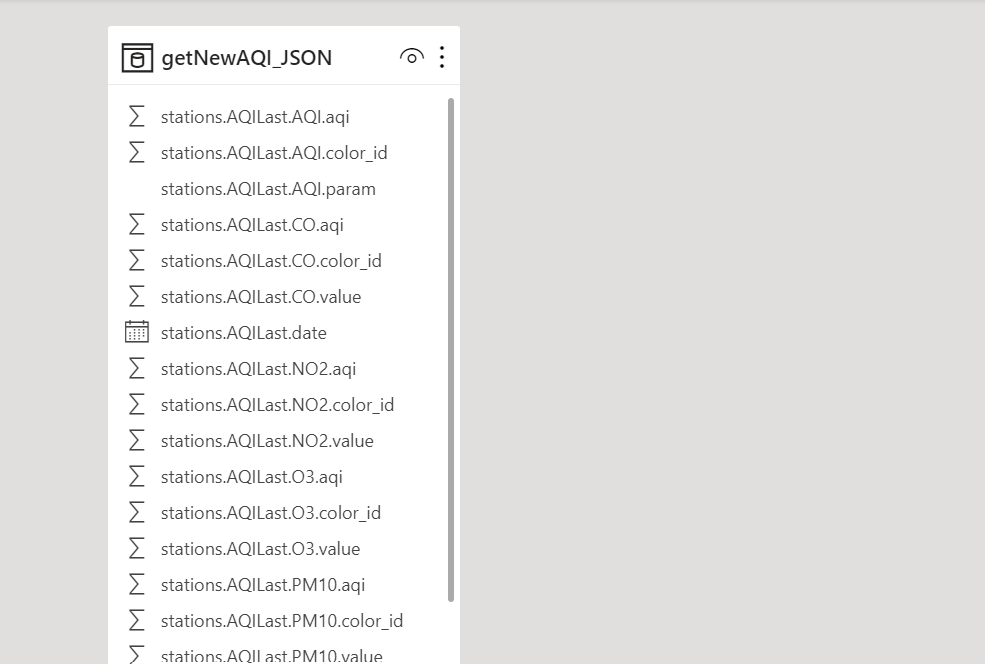 getNewAQI_JSON
stations.AQILast.AQI.aqi
stations.AQILast.AQI.color_id
stations.AQILast.AQI.param
stations.AQILast.CO.aqi
stations.AQILast.CO.color_id
stations.AQILast.CO.value
stations.AQILast.date
stations.AQILast.NO2.aqi
stations.AQILast.NO2.color_id
stations.AQILast.NO2.value
stations.AQILast.O3.aqi
stations.AQILast.O3.color_id
stations.AQILast.O3.value
stations.AQILast.PM10.aqi
stations.AQILast.PM10.color_id
stations.AQILast.PM10.value